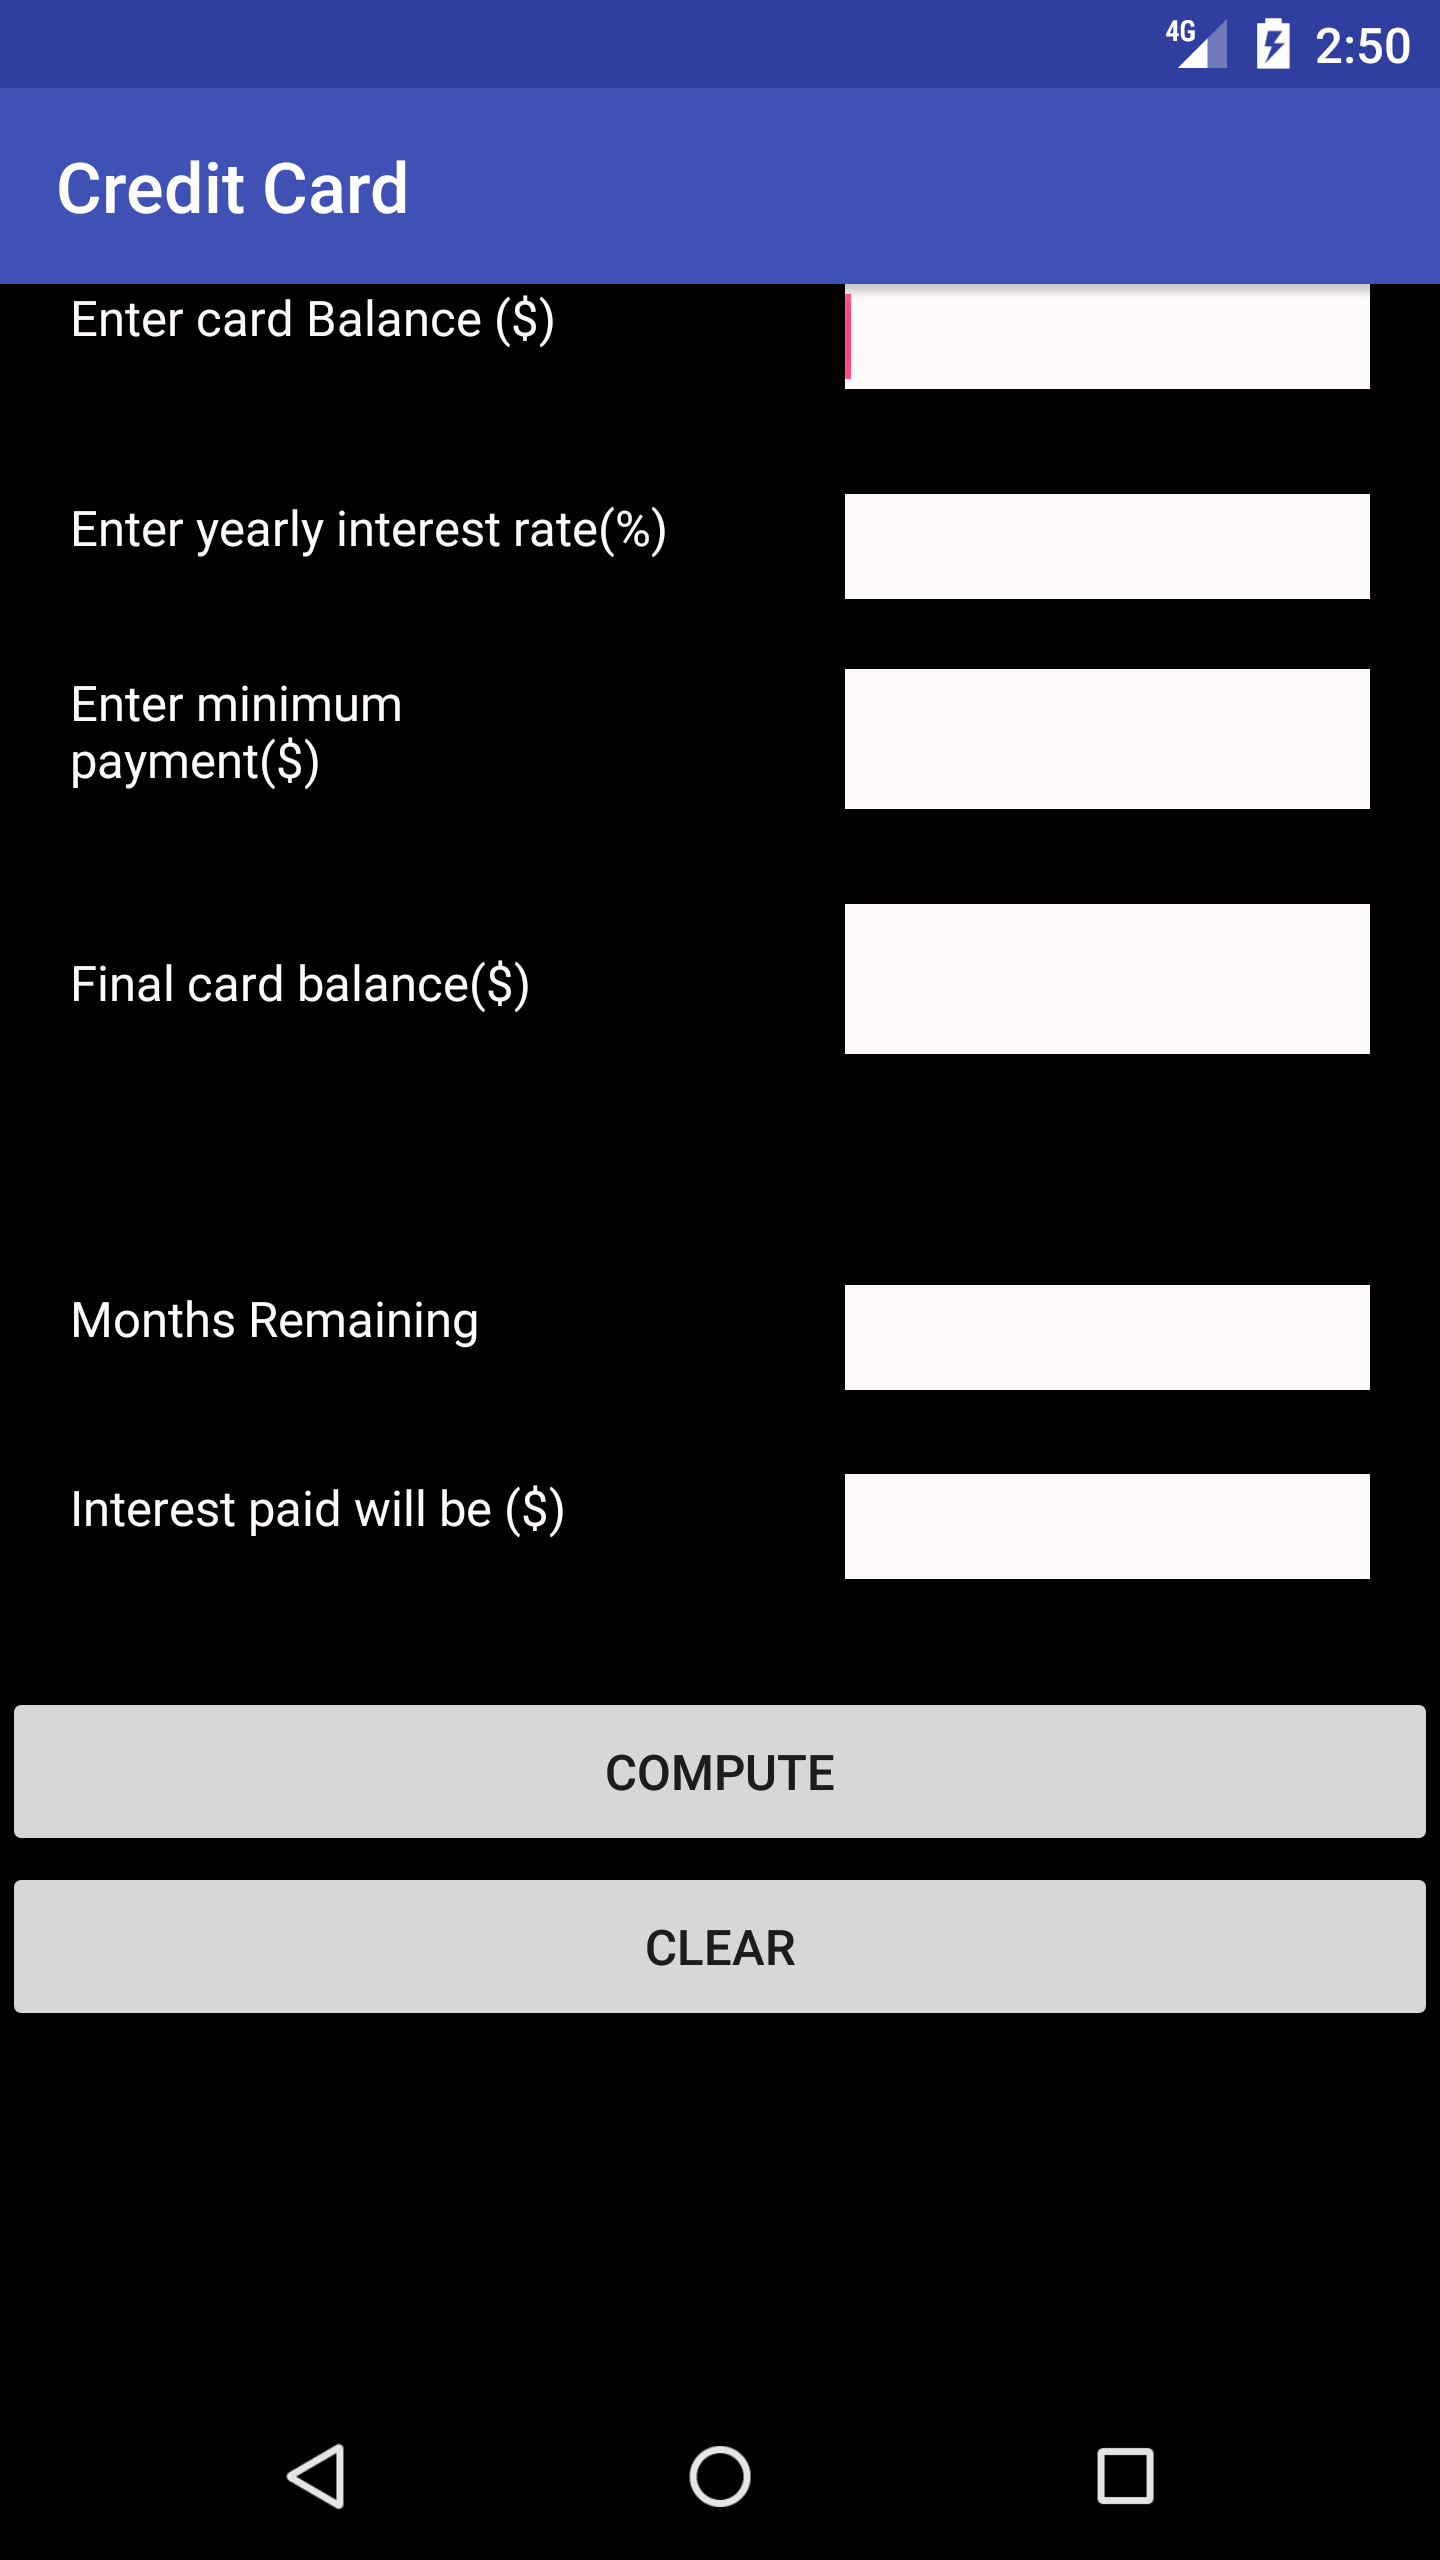 4G 2:50
Credit Card
Enter card Balance ($)
Enter yearly interest rate(%)
Enter minimum
payment($)
Final card balance($)
Months Remaining
Interest paid will be ($)
COMPUTE
CLEAR